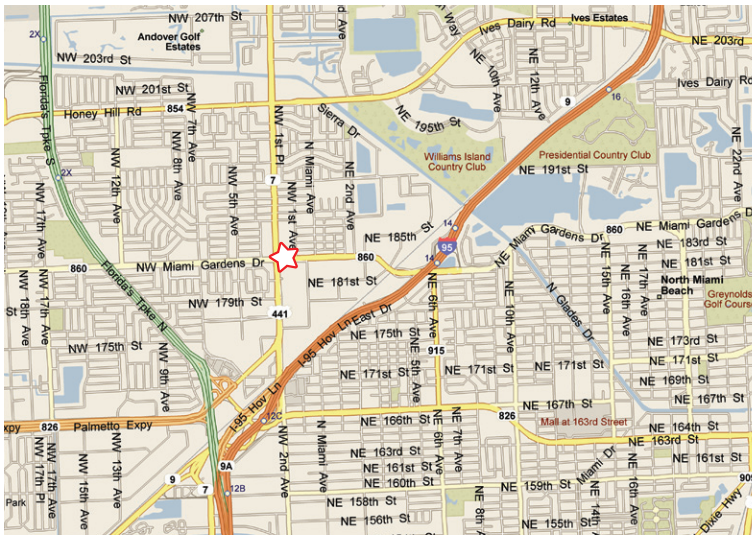 NW 207th St
NW 2nd Ave
Way
Ives Estates
Ives Dairy Rd
2X
Andover Golf
Estates
NE 203rd
NW 203rd St
NE 10th Ave
NE 12th Ave
NW 201st St
Ives Dairy Rd
Florida's Tpke S
854
Honey Hill Rd
NW 7th Ave
NW 1st Pl
Sierra Dr
9
16
NE 195th St
N Miami Ave
NW 8th Ave
Williams Island
Country Club
Presidential Country Club
NE 22nd Ave
NE 191st St
2X
NW 12th Ave
7
NE 2nd Ave
NW 5th Ave
NW 1st Ave
NW 17th Ave
NE 185th St
14
95
NE Miami Gardens Dr
860
NE 183rd St
860
NW Miami Gardens Dr
860
14
NE 181st St
NE 181st St
North Miami
Beach
NE 15th Ave
NE 17th Ave
NE 16th Ave
N Glades Dr
Greynolds
Golf Course
NW 18th Ave
NW 17th Ave
Florida's Tpke N
NW 179th St
441
I-95 Hov Ln
East Dr
NE 6th Ave
NE 10th Ave
NE 175th St
NE 5th Ave
915
NE 173rd St
NW 175th St
NW 9th Ave
NE 171st St
NE 171st St
NE 171st St
NE 171st St
NE 169th St
I-95 Hov Ln
NE 167th St
NE 167th St
826
Palmetto Expy
xpy
12C
NE 166th St
826
Mall at 163rd Street
NE 164th St
NE 163rd St
NW 2nd Ave
N Miami Ave
NE 163rd St
NE 6th Ave
NE 7th Ave
NE 161st St
NE 161st St
Miami Dr
NW 17th Ave
NW 17th Pl
NW 15th Ave
NW 13th Ave
9A
9
7
12B
NE 160th St
NE 159th St
NE 16th Ave
909
NE 158th St
Park
NE 156th St
NE 8th
NE 155th St
NE 14th
Dixie Hwy